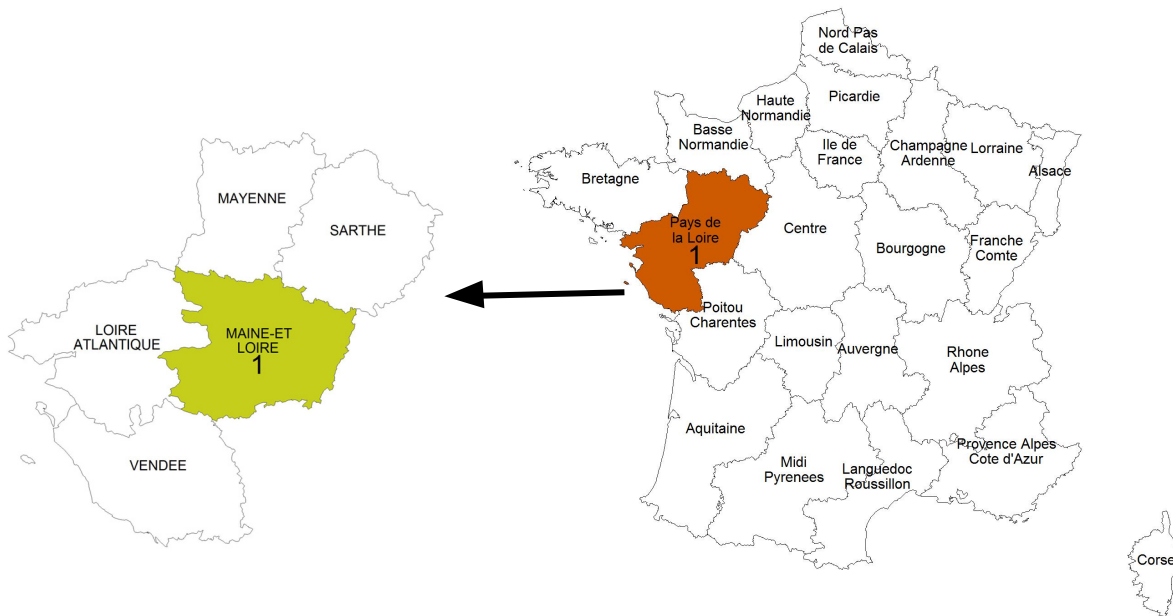 MAYENNE
SARTHE
LOIRE
ATLANTIQUE
MAINE-ET
LOIRE
1
VENDEE
Nord Pas
de Calais
Picardie
Haute
Normandie
Basse
Normandie
Ile de
France
Champagne
Ardenne
Lorraine
Alsace
Bretagne
Pays de
la Loire
1
Centre
Bourgogne
Franche
Comte
Poitou
Charentes
Limousin
Auvergne
Rhone
Alpes
Aquitaine
Midi
Pyrenees
Languedoc
Roussillon
Provence Alpes
Cote d'Azur
Corse